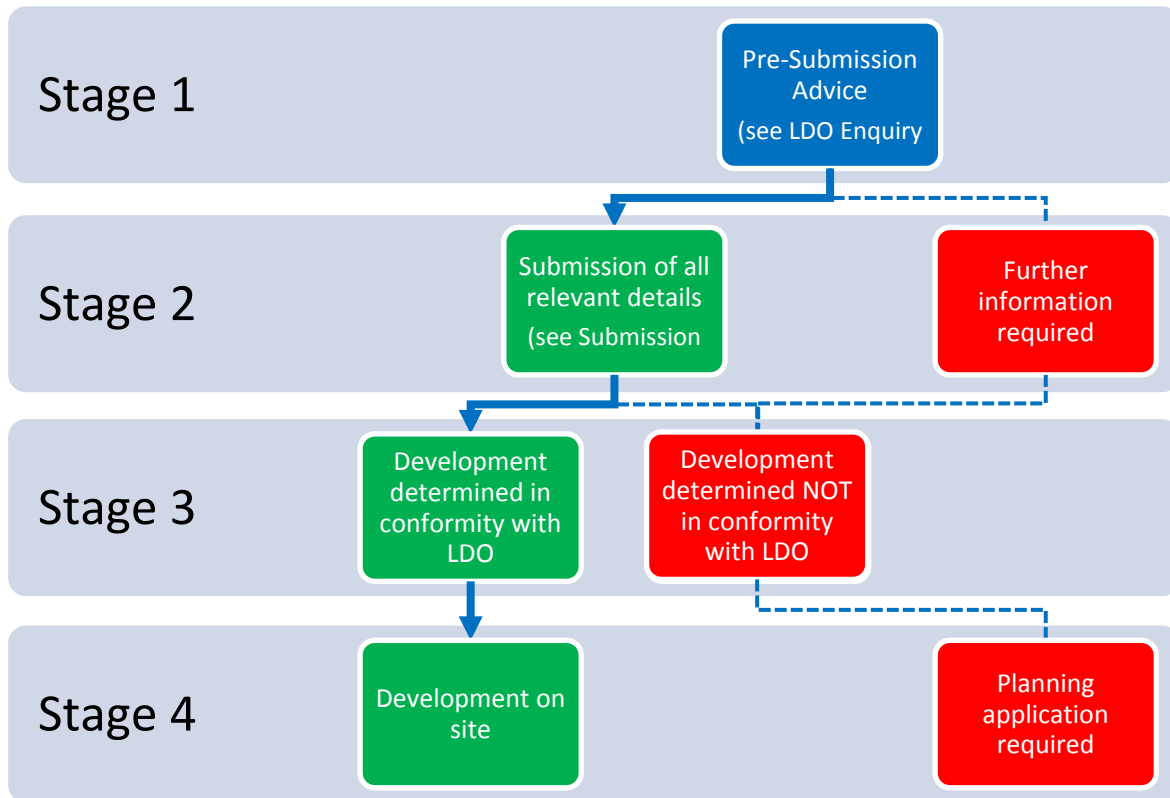 Stage 1
Pre-Submission
Advice
(see LDO Enquiry
Stage 2
Submission of all
relevant details
(see Submission
Further
information
required
Stage 3
Development
determined in
conformity with
LDO
Development
determined NOT
in conformity
with LDO
Stage 4
Development on
site
Planning
application
required